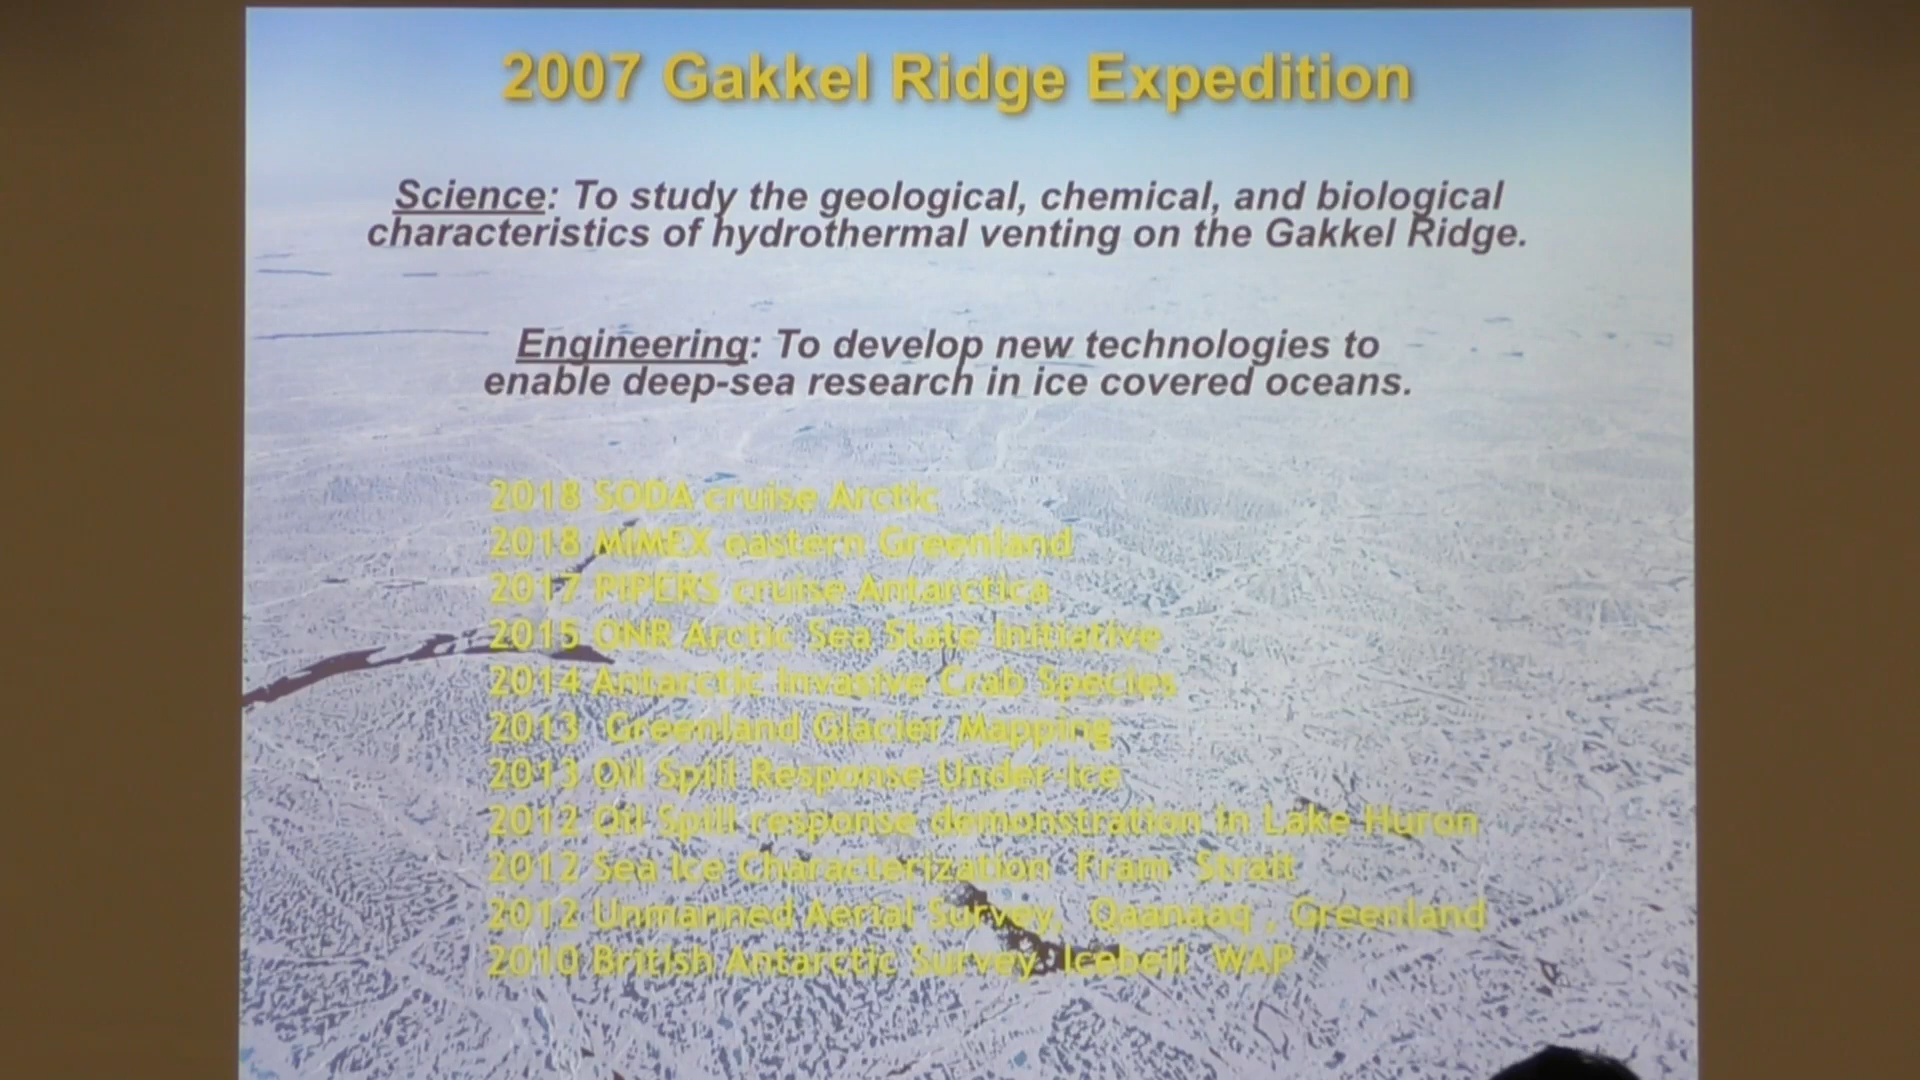 2007 Gakkel Ridge Expedition
Science: To study the geological, chemical, and biological
characteristics of hydrothermal venting on the Gakkel Ridge.
Engineering: To develop new technologies to
enable deep-sea research in ice covered oceans.
2018 SODA cruise Arctic
2018 MIMEX eastern Greenland
2017 PIPERS cruise Antarctica
2015 ONR Arctic Sea State Initiative
2014 Antarctic Invasive Crab Species
2013 Greenland Glacier Mapping
2013 Oil Spill Response Under-Ice
2012 Oil Spill response demonstration in Lake Huron
2012 Sea Ice Characterization Fram Strait
2012 Unmanned Aerial Survey, Qaanaaq , Greenland
2010 British Antarctic Survey Icebell WAP